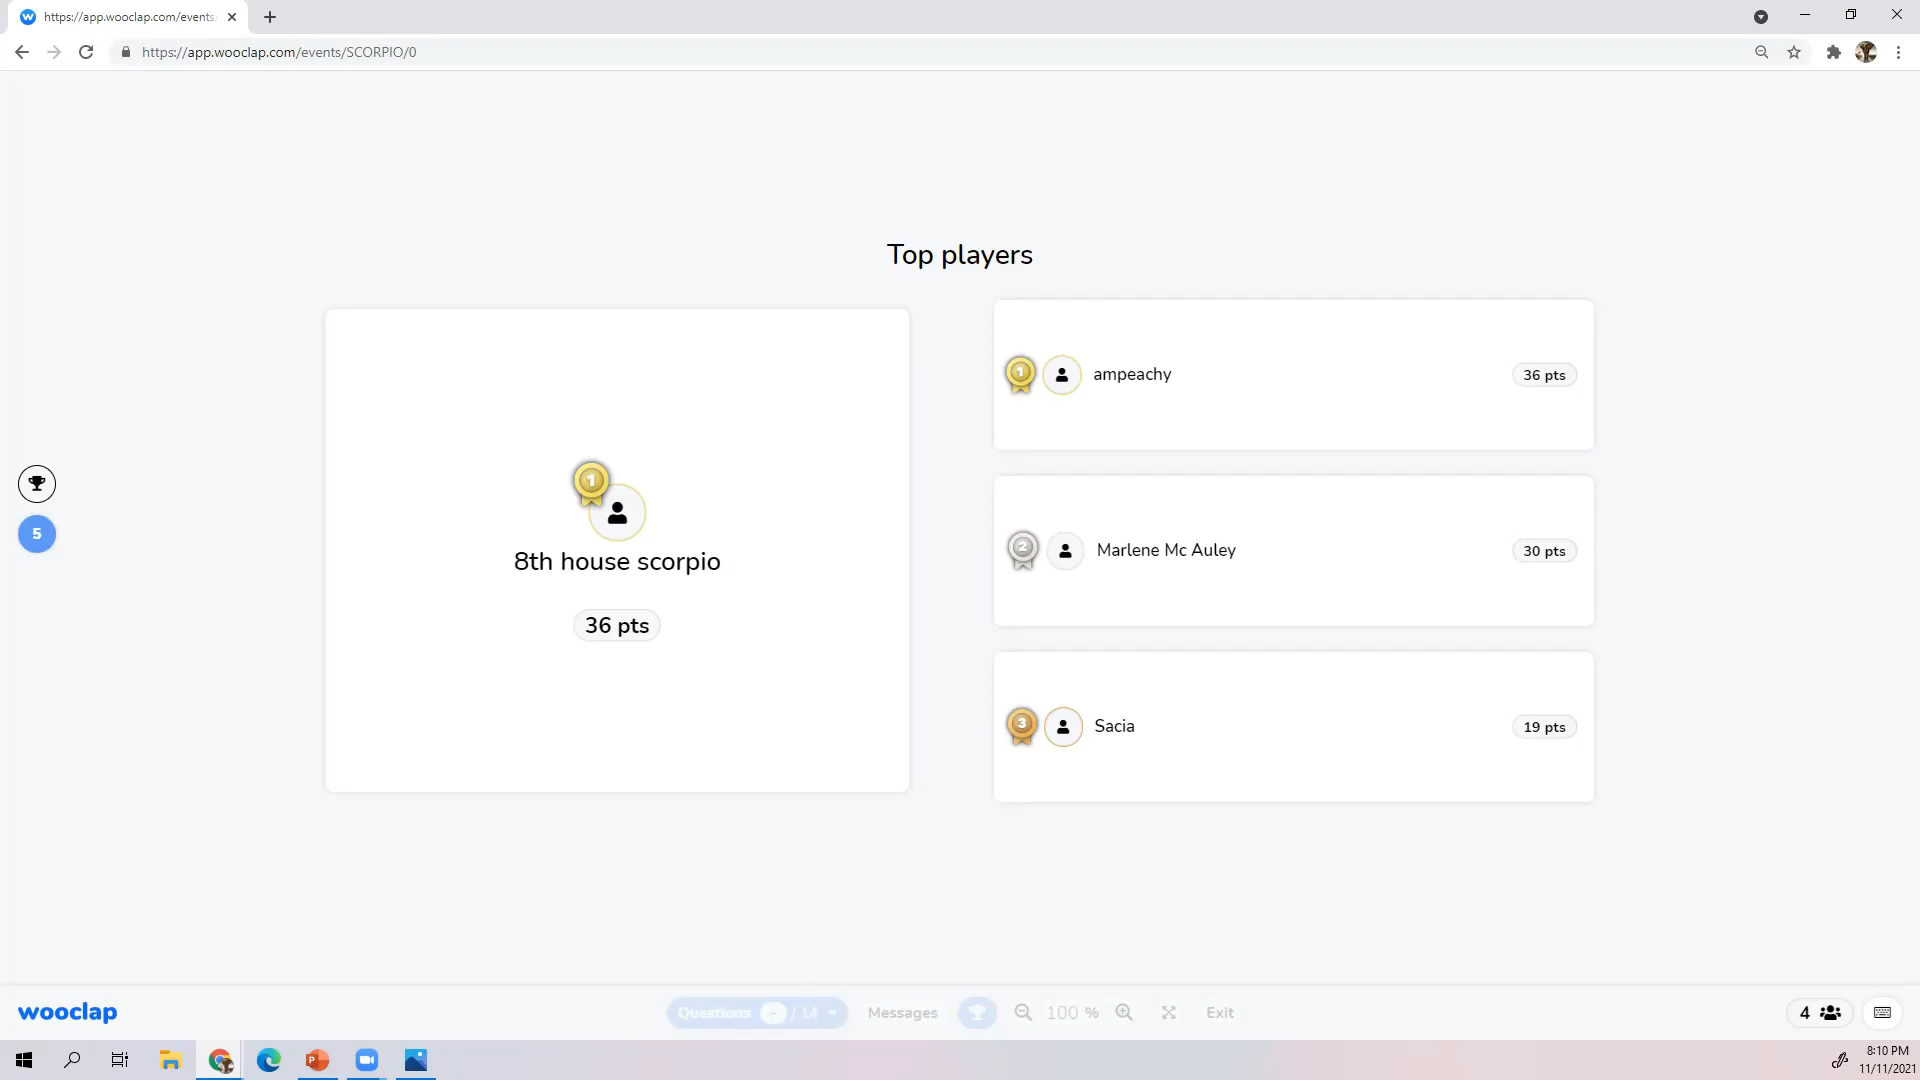 https://app.wooclap.com/events
https://app.wooclap.com/events/SCORPIO/0
Top players
1
8th house scorpio
36 pts
1
ampeachy
36 pts
2
Marlene Mc Auley
30 pts
3
Sacia
19 pts
5
wooclap
Questions - / 14
Messages
100 %
Exit
4
8:10 PM
11/11/2021